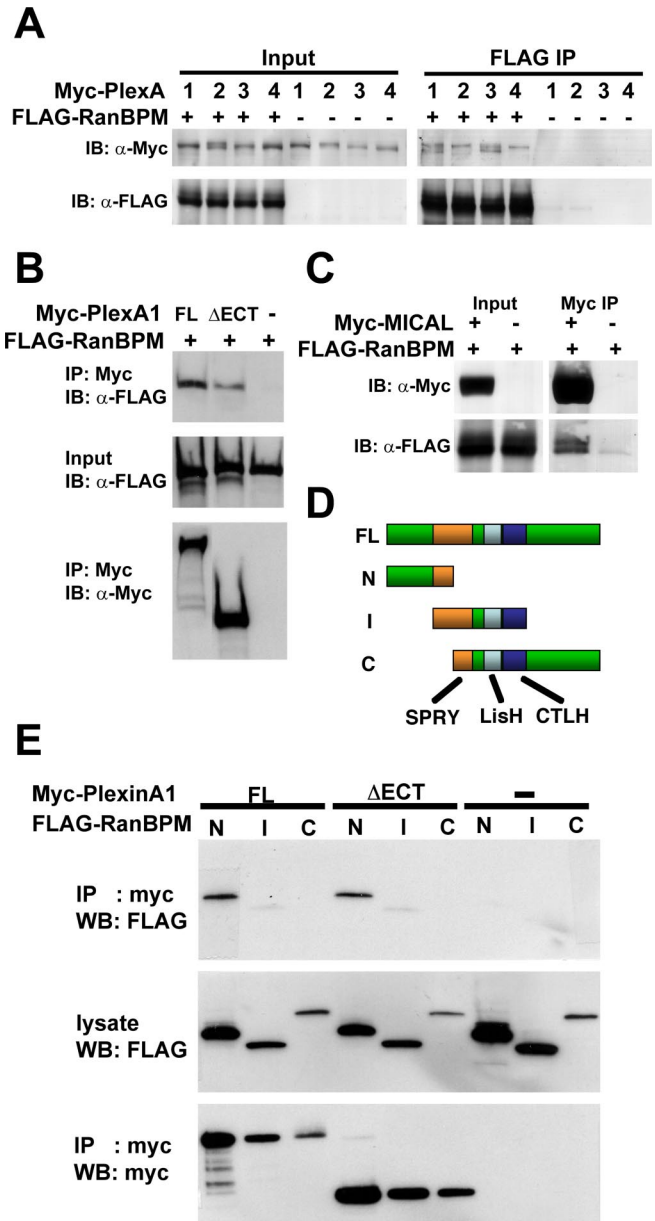 A
Input FLAG IP
Myc-PlexA 1 2 3 4 1 2 3 4 1 2 3 4 1 2 3 4
FLAG-RanBPM + + + + - - - - + + + + - - - -
IB: α-Myc
IB: α-FLAG
B
Myc-PlexA1 FL ΔECT -
FLAG-RanBPM + + +
IP: Myc
IB: α-FLAG
Input
IB: α-FLAG
IP: Myc
IB: α-Myc
C
Input Myc IP
Myc-MICAL + - + -
FLAG-RanBPM + + + +
IB: α-Myc
IB: α-FLAG
D
FL
N
I
C
SPRY LisH CTLH
E
Myc-PlexinA1 FL ΔECT -
FLAG-RanBPM N I C N I C N I C
IP : myc
WB: FLAG
lysate
WB: FLAG
IP : myc
WB: myc